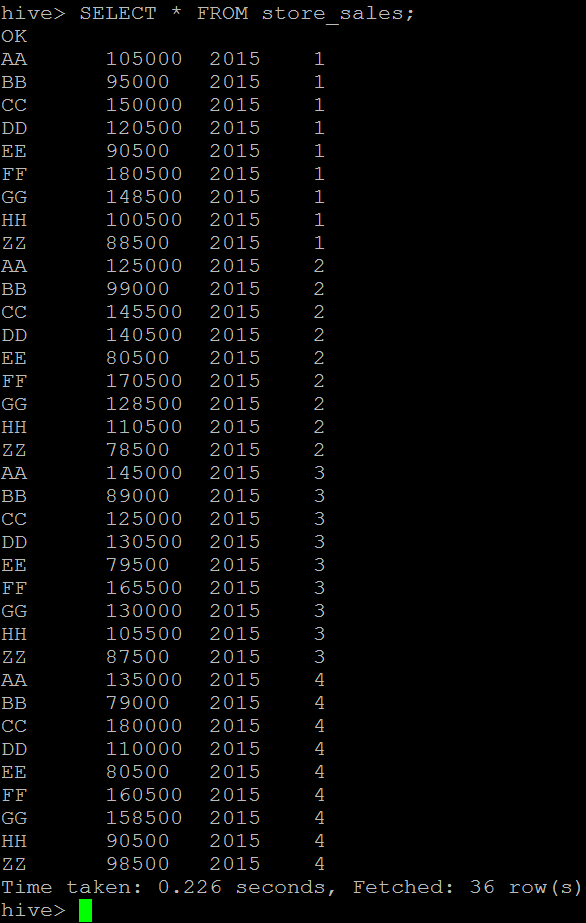 hive> SELECT * FROM store_sales;
OK
AA 105000 2015 1
BB 95000 2015 1
CC 150000 2015 1
DD 120500 2015 1
EE 90500 2015 1
FF 180500 2015 1
GG 148500 2015 1
HH 100500 2015 1
ZZ 88500 2015 1
AA 125000 2015 2
BB 99000 2015 2
CC 145500 2015 2
DD 140500 2015 2
EE 80500 2015 2
FF 170500 2015 2
GG 128500 2015 2
HH 110500 2015 2
ZZ 78500 2015 2
AA 145000 2015 3
BB 89000 2015 3
CC 125000 2015 3
DD 130500 2015 3
EE 79500 2015 3
FF 165500 2015 3
GG 130000 2015 3
HH 105500 2015 3
ZZ 87500 2015 3
AA 135000 2015 4
BB 79000 2015 4
CC 180000 2015 4
DD 110000 2015 4
EE 80500 2015 4
FF 160500 2015 4
GG 158500 2015 4
HH 90500 2015 4
ZZ 98500 2015 4
Time taken: 0.226 seconds, Fetched: 36 row(s)
hive>